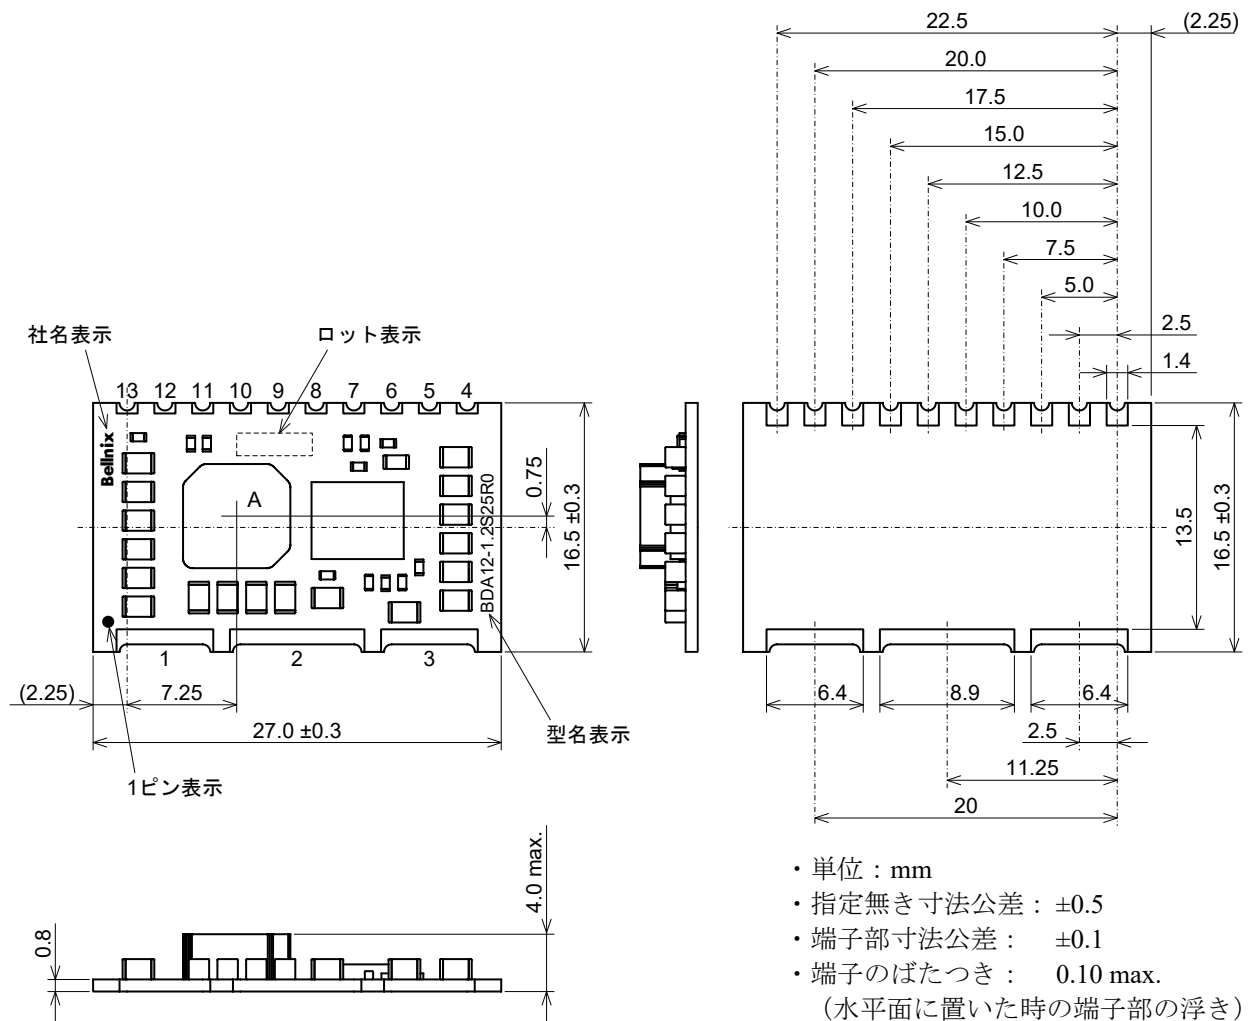 22.5
(2.25)
20.0
17.5
15.0
12.5
10.0
7.5
5.0
2.5
1.4
社名表示
ロット表示
13 12 11 10 9 8 7 6 5 4
Bellnix
A
BDA12-1.2S25R0
0.75
16.5 ±0.3
13.5
16.5 ±0.3
1 2 3
(2.25)
7.25
27.0 ±0.3
型名表示
1ピン表示
6.4
8.9
6.4
2.5
11.25
20
0.8
4.0 max.
・単位：mm
・指定無き寸法公差： ±0.5
・端子部寸法公差： ±0.1
・端子のばたつき： 0.10 max.
（水平面に置いた時の端子部の浮き）